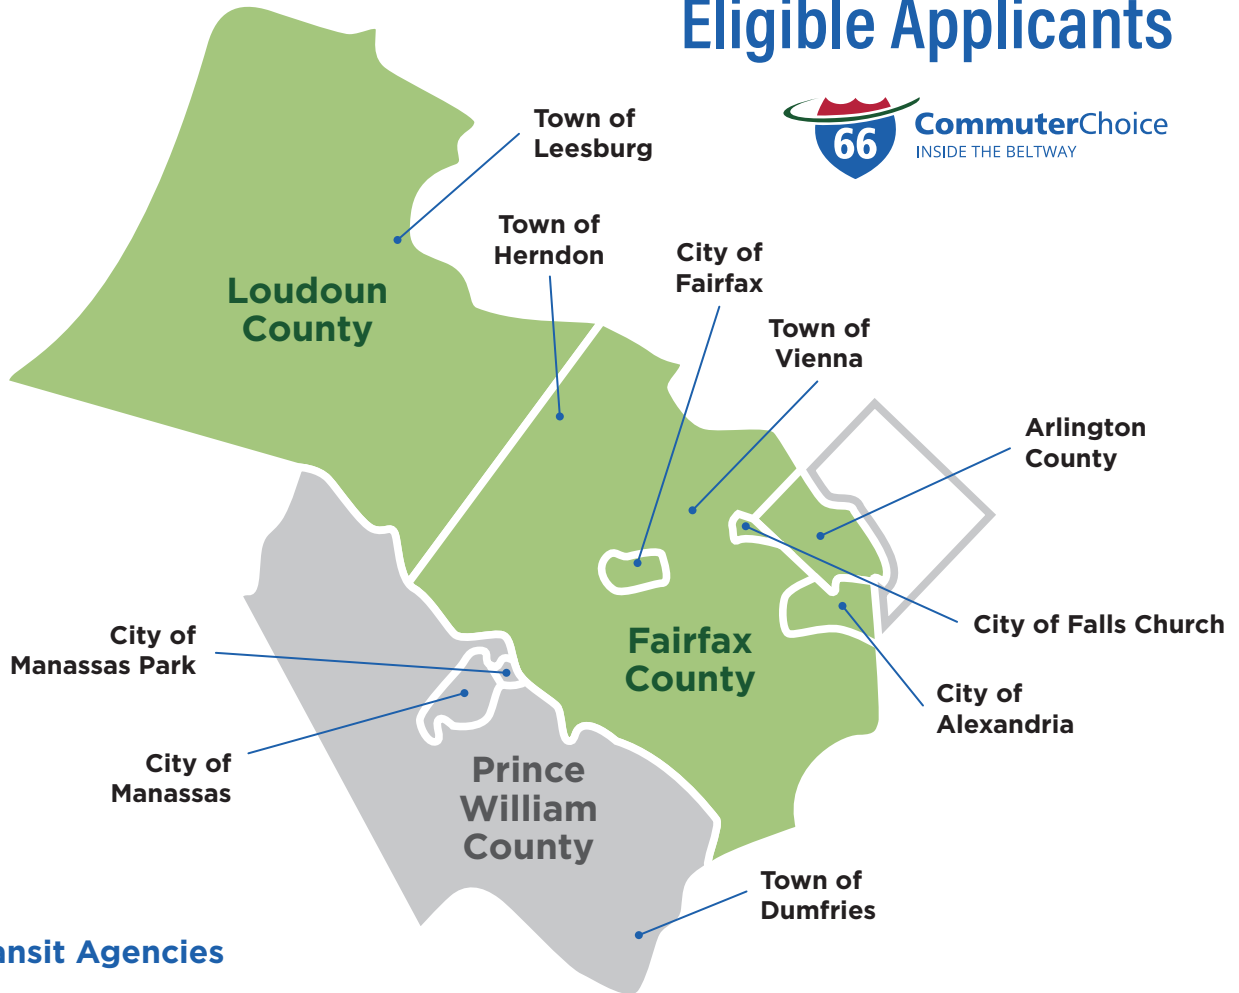 Eligible Applicants
66
CommuterChoice
INSIDE THE BELTWAY
Town of
Leesburg
Town of
Herndon
City of
Fairfax
Town of
Vienna
Loudoun
County
Arlington
County
City of Falls Church
City of
Manassas Park
Fairfax
County
City of
Alexandria
City of
Manassas
Prince
William
County
Town of
Dumfries
ansit Agencies